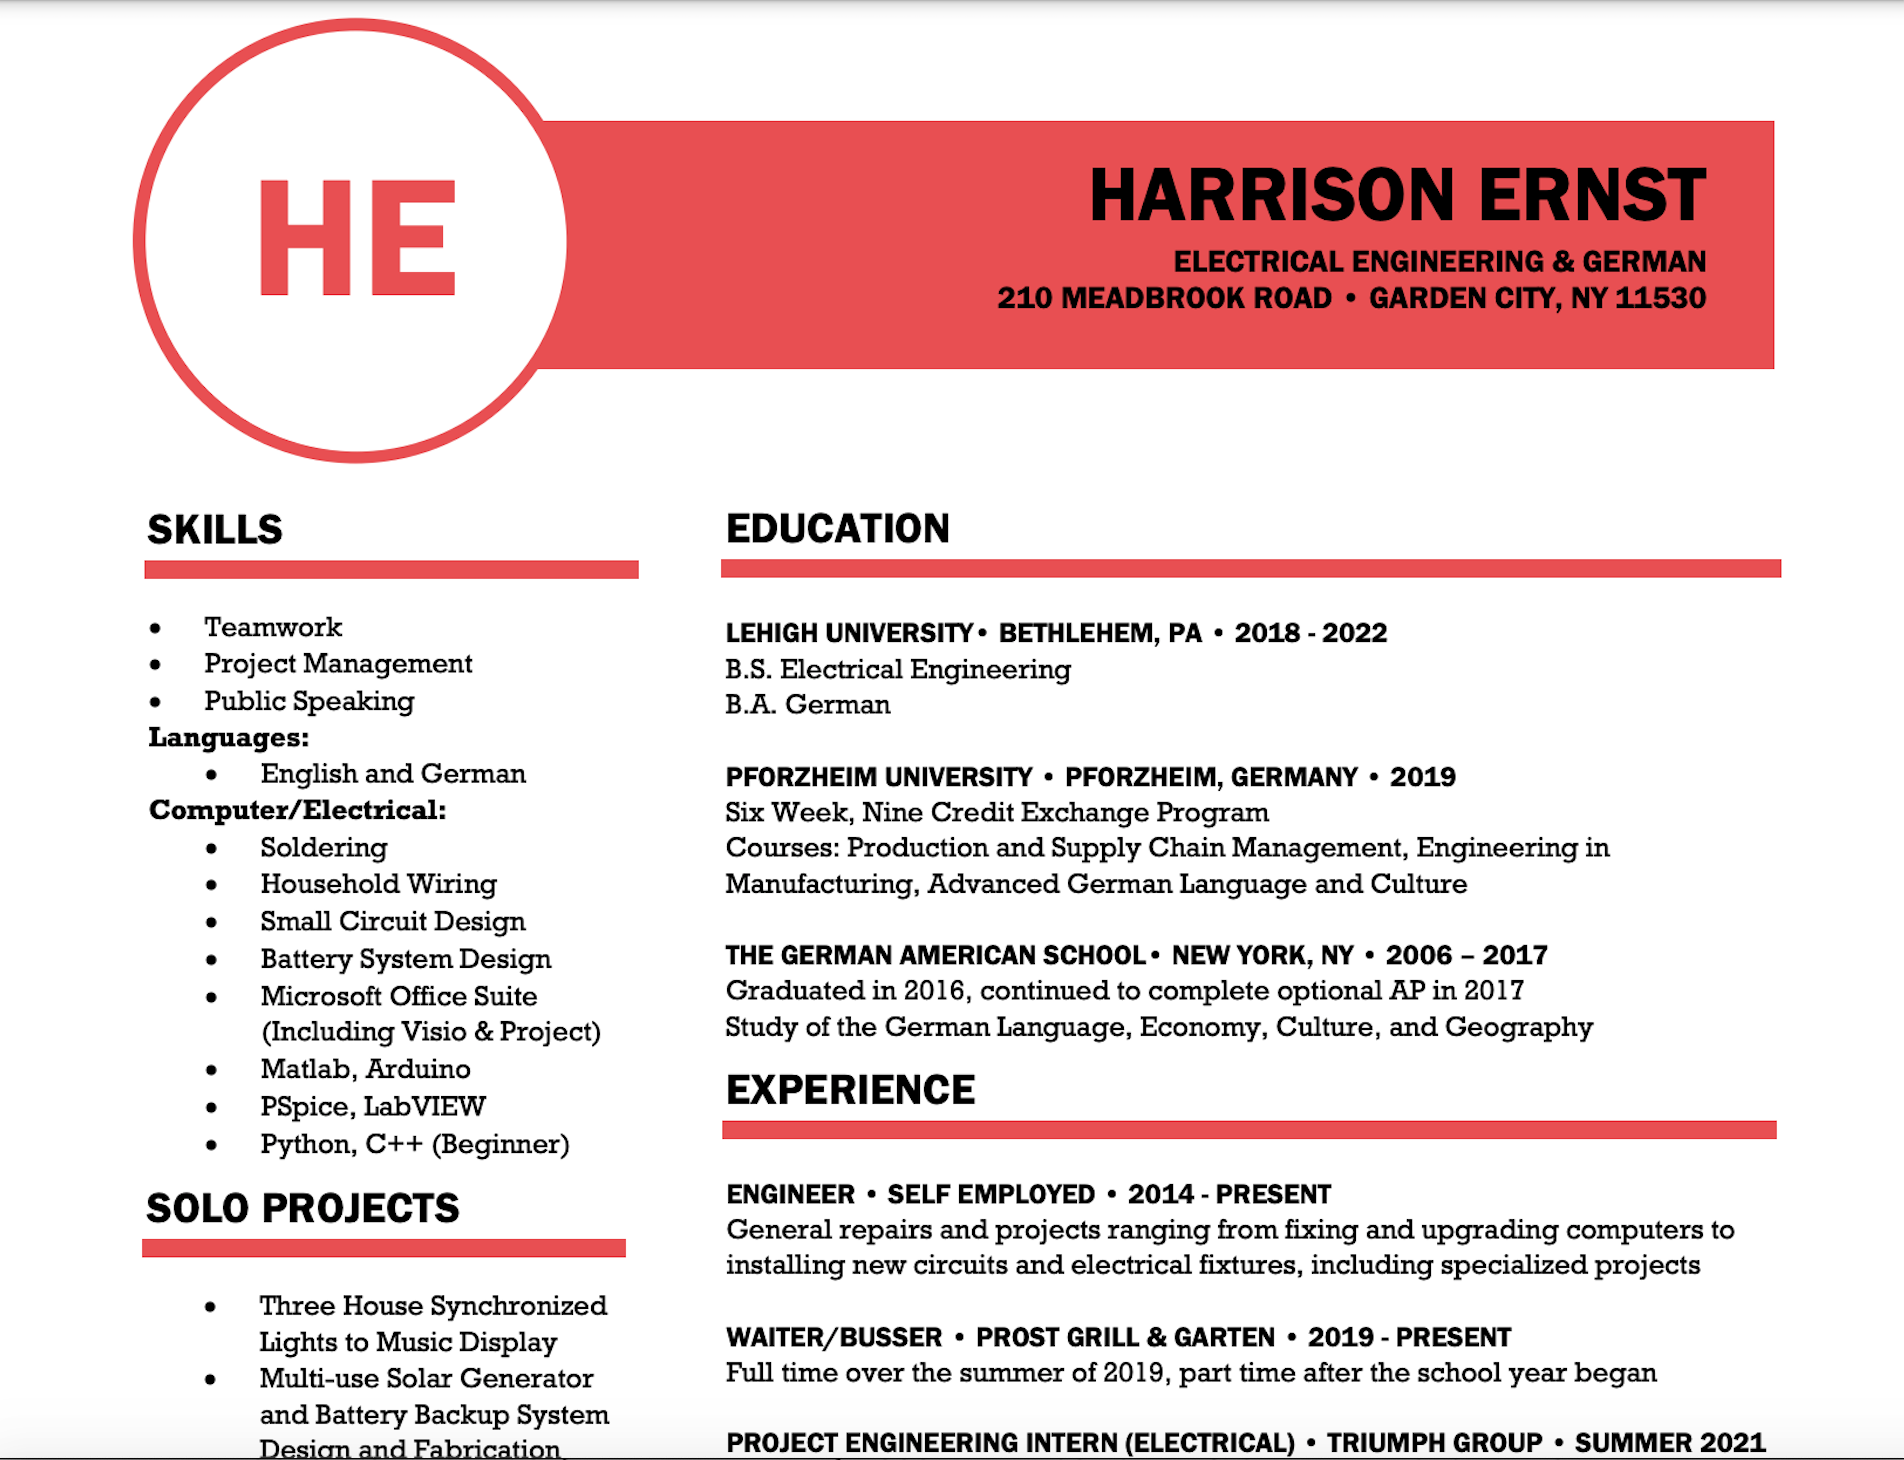 HE
HARRISON ERNST
ELECTRICAL ENGINEERING & GERMAN
210 MEADBROOK ROAD • GARDEN CITY, NY 11530
SKILLS
• Teamwork
• Project Management
• Public Speaking
Languages:
• English and German
Computer/Electrical:
• Soldering
• Household Wiring
• Small Circuit Design
• Battery System Design
• Microsoft Office Suite
(Including Visio & Project)
• Matlab, Arduino
• PSpice, LabVIEW
• Python, C++ (Beginner)
SOLO PROJECTS
• Three House Synchronized
Lights to Music Display
• Multi-use Solar Generator
and Battery Backup System
Design and Fabrication
EDUCATION
LEHIGH UNIVERSITY• BETHLEHEM, PA • 2018 - 2022
B.S. Electrical Engineering
B.A. German
PFORZHEIM UNIVERSITY • PFORZHEIM, GERMANY • 2019
Six Week, Nine Credit Exchange Program
Courses: Production and Supply Chain Management, Engineering in
Manufacturing, Advanced German Language and Culture
THE GERMAN AMERICAN SCHOOL• NEW YORK, NY • 2006 – 2017
Graduated in 2016, continued to complete optional AP in 2017
Study of the German Language, Economy, Culture, and Geography
EXPERIENCE
ENGINEER • SELF EMPLOYED • 2014 - PRESENT
General repairs and projects ranging from fixing and upgrading computers to
installing new circuits and electrical fixtures, including specialized projects
WAITER/BUSSER • PROST GRILL & GARTEN • 2019 - PRESENT
Full time over the summer of 2019, part time after the school year began
PROJECT ENGINEERING INTERN (ELECTRICAL) • TRIUMPH GROUP • SUMMER 2021